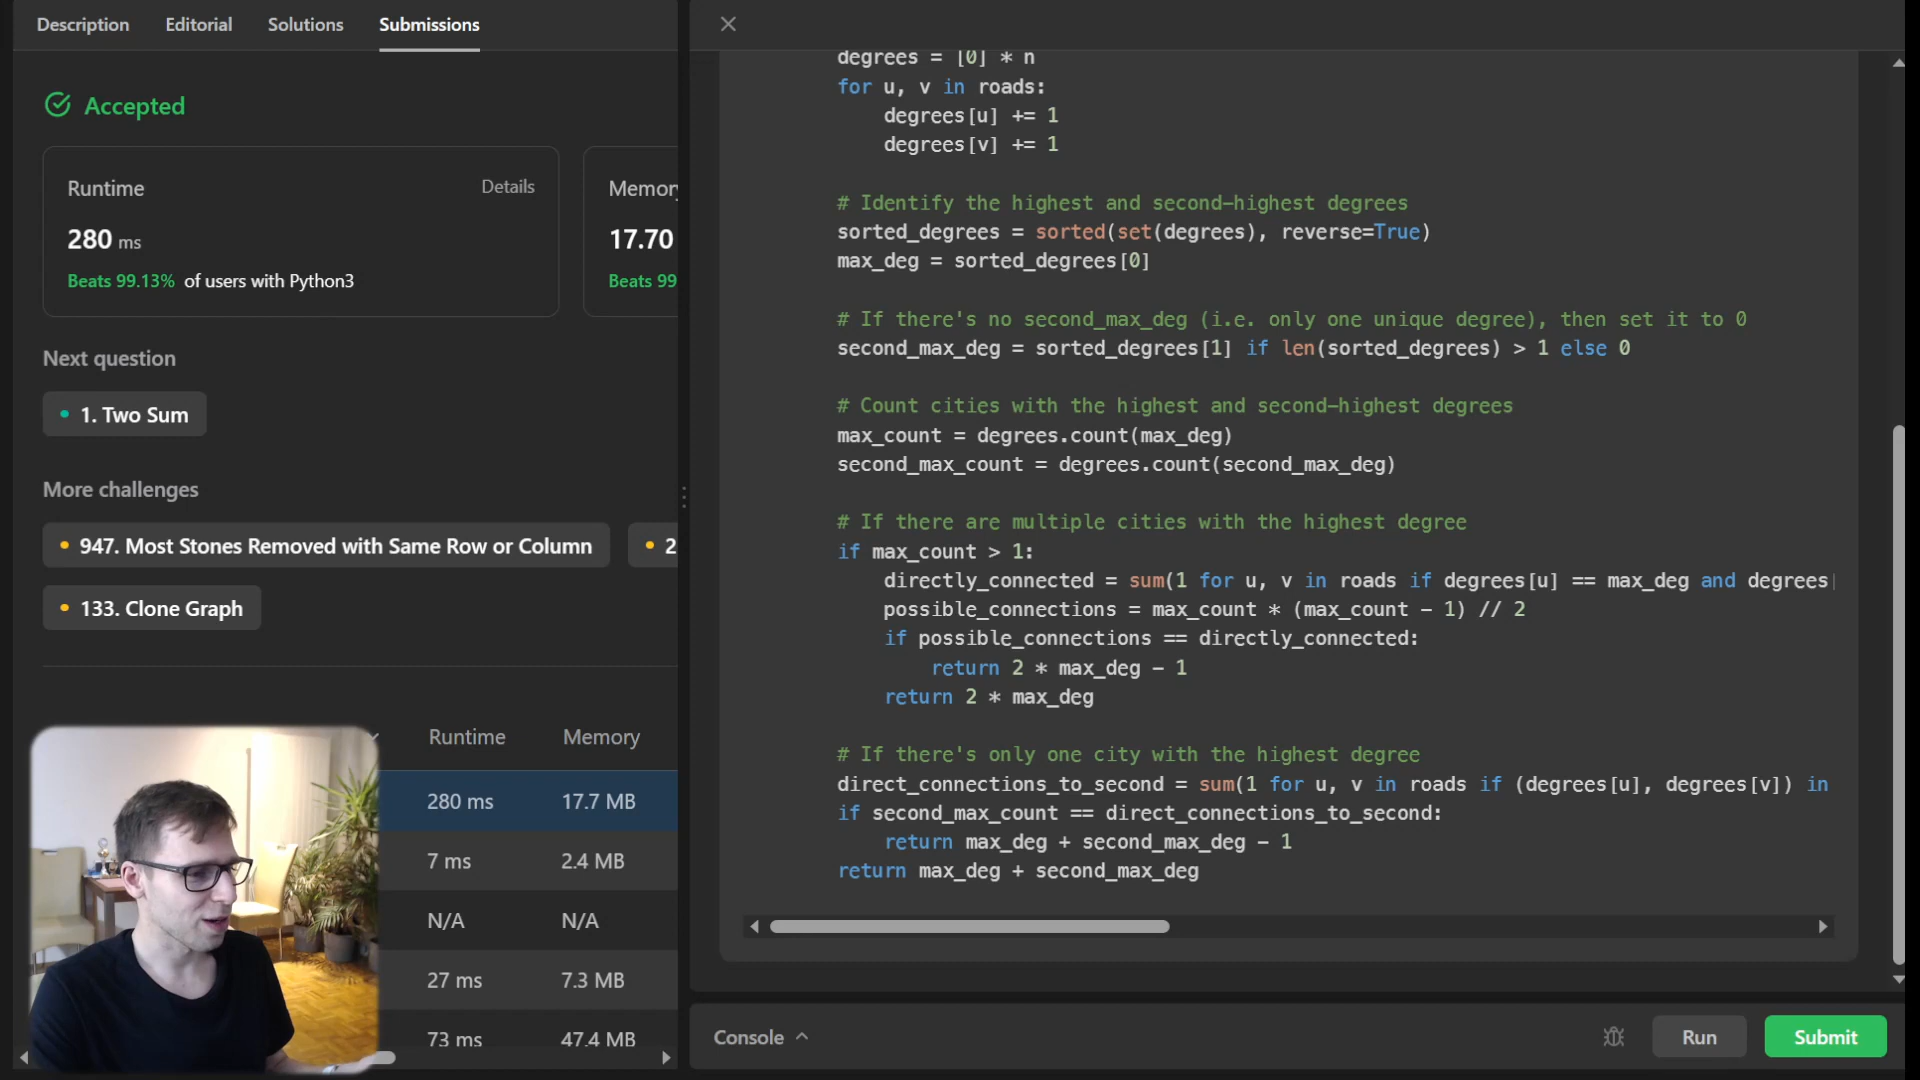 Description Editorial Solutions Submissions
Accepted
Runtime Details
280 ms
Beats 99.13% of users with Python3
Memory
17.70
Beats 99
Next question
1. Two Sum
More challenges
947. Most Stones Removed with Same Row or Column
2
133. Clone Graph
Runtime Memory
280 ms 17.7 MB
7 ms 2.4 MB
N/A N/A
27 ms 7.3 MB
73 ms 47.4 MB
degrees = [0] * n
for u, v in roads:
degrees[u] += 1
degrees[v] += 1
# Identify the highest and second-highest degrees
sorted_degrees = sorted(set(degrees), reverse=True)
max_deg = sorted_degrees[0]
# If there's no second_max_deg (i.e. only one unique degree), then set it to 0
second_max_deg = sorted_degrees[1] if len(sorted_degrees) > 1 else 0
# Count cities with the highest and second-highest degrees
max_count = degrees.count(max_deg)
second_max_count = degrees.count(second_max_deg)
# If there are multiple cities with the highest degree
if max_count > 1:
directly_connected = sum(1 for u, v in roads if degrees[u] == max_deg and degrees
possible_connections = max_count * (max_count - 1) // 2
if possible_connections == directly_connected:
return 2 * max_deg - 1
return 2 * max_deg
# If there's only one city with the highest degree
direct_connections_to_second = sum(1 for u, v in roads if (degrees[u], degrees[v]) in
if second_max_count == direct_connections_to_second:
return max_deg + second_max_deg - 1
return max_deg + second_max_deg
Console
Run
Submit